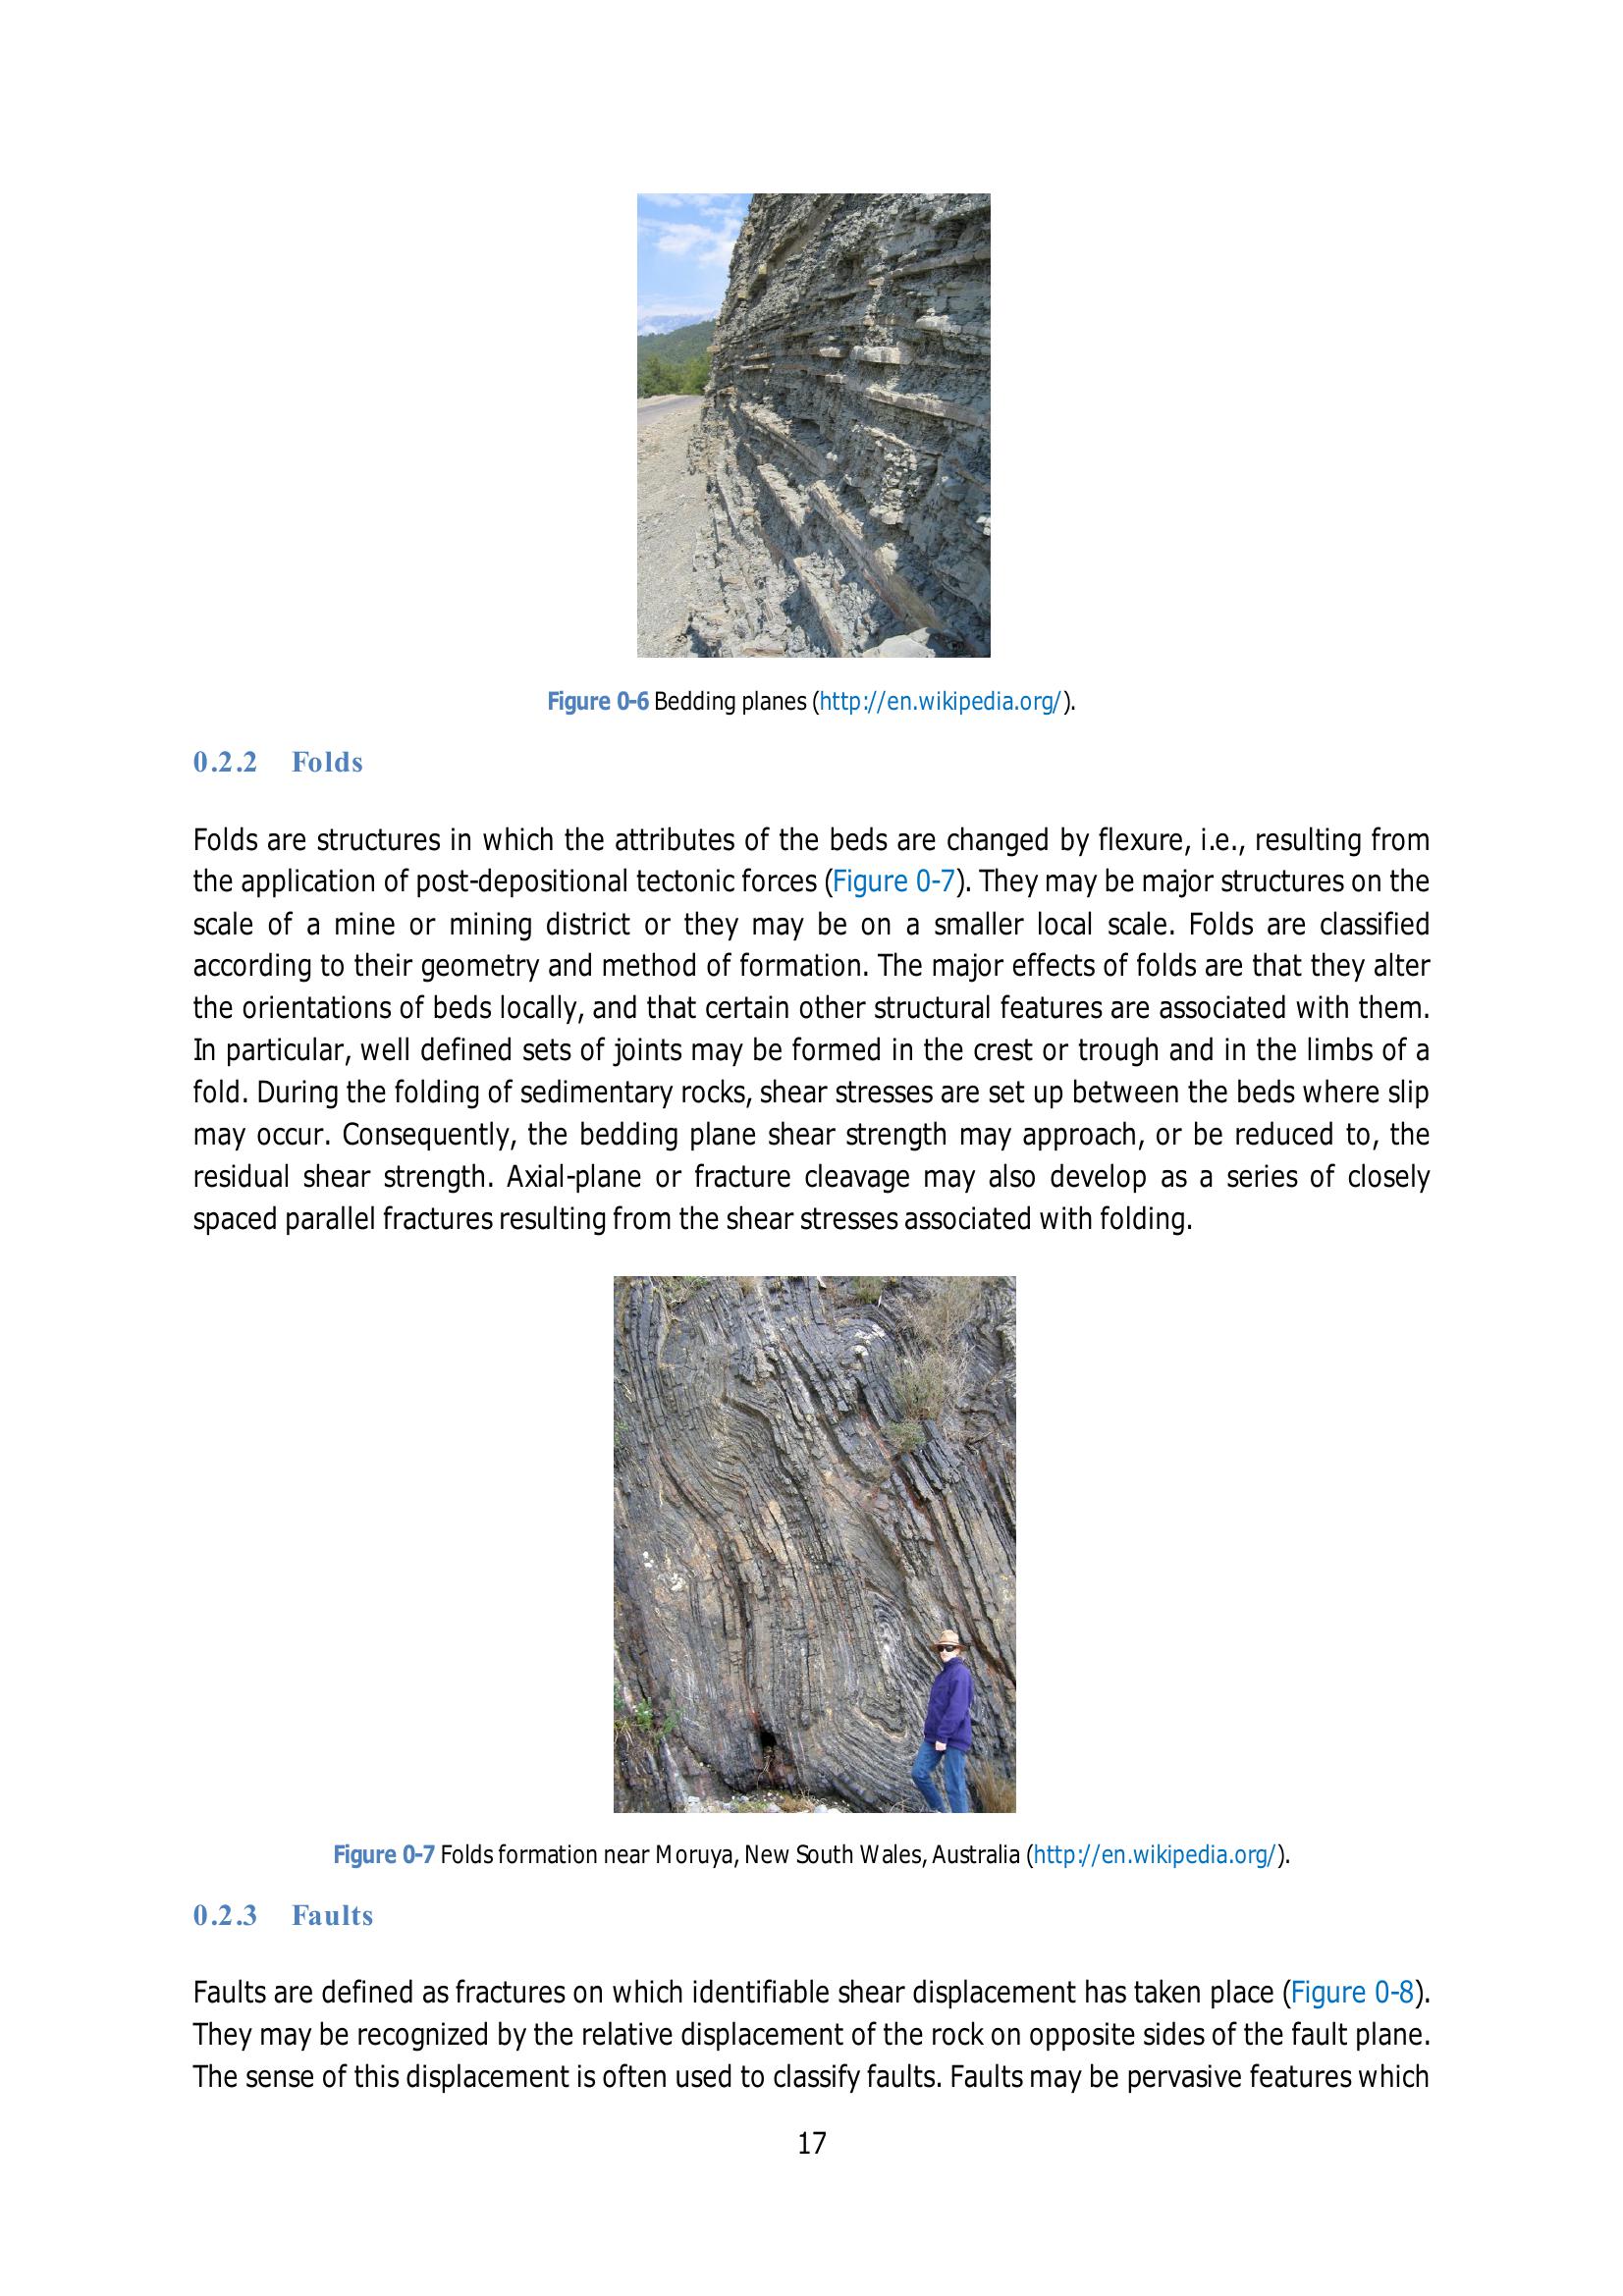 Figure 0-6 Bedding planes (http://en.wikipedia.org/).
0.2.2 Folds
Folds are structures in which the attributes of the beds are changed by flexure, i.e., resulting from
the application of post-depositional tectonic forces (Figure 0-7). They may be major structures on the
scale of a mine or mining district or they may be on a smaller local scale. Folds are classified
according to their geometry and method of formation. The major effects of folds are that they alter
the orientations of beds locally, and that certain other structural features are associated with them.
In particular, well defined sets of joints may be formed in the crest or trough and in the limbs of a
fold. During the folding of sedimentary rocks, shear stresses are set up between the beds where slip
may occur. Consequently, the bedding plane shear strength may approach, or be reduced to, the
residual shear strength. Axial-plane or fracture cleavage may also develop as a series of closely
spaced parallel fractures resulting from the shear stresses associated with folding.
Figure 0-7 Folds formation near Moruya, New South Wales, Australia (http://en.wikipedia.org/).
0.2.3 Faults
Faults are defined as fractures on which identifiable shear displacement has taken place (Figure 0-8).
They may be recognized by the relative displacement of the rock on opposite sides of the fault plane.
The sense of this displacement is often used to classify faults. Faults may be pervasive features which
17